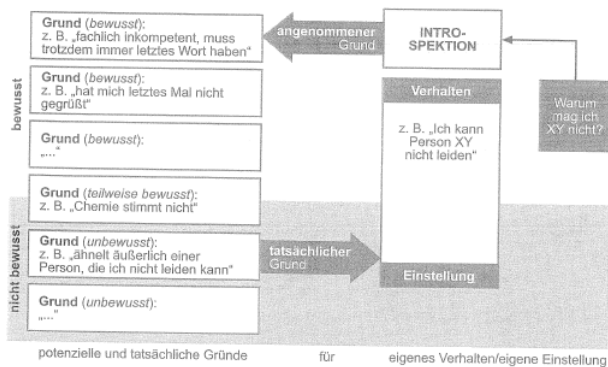 Grund (bewusst):
z. B. „fachlich inkompetent, muss
trotzdem immer letztes Wort haben“
angenommener
Grund
INTRO-
SPEKTION
bewusst
Grund (bewusst):
z. B. „hat mich letztes Mal nicht
gegrüßt“
Verhalten
Warum
mag ich
XY nicht?
Grund (bewusst):
„...“
z. B. „Ich kann
Person XY
nicht leiden“
Grund (teilweise bewusst):
z. B. „Chemie stimmt nicht“
nicht bewusst
Grund (unbewusst):
z. B. „ähnelt äußerlich einer
Person, die ich nicht leiden kann“
tatsächlicher
Grund
Einstellung
Grund (unbewusst):
„...“
potenzielle und tatsächliche Gründe für eigenes Verhalten/eigene Einstellung